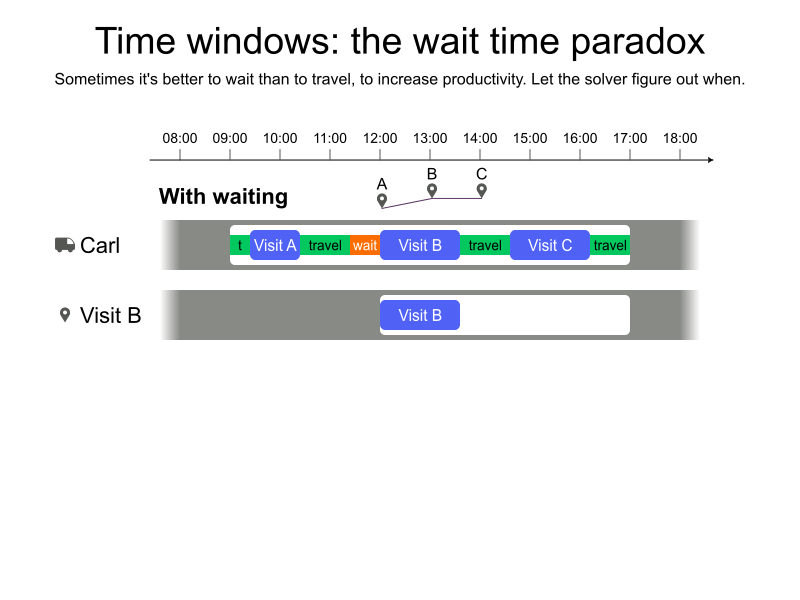 Time windows: the wait time paradox
Sometimes it's better to wait than to travel, to increase productivity. Let the solver figure out when.
08:00 09:00 10:00 11:00 12:00 13:00 14:00 15:00 16:00 17:00 18:00
A B C
With waiting
Carl t Visit A travel wait Visit B travel Visit C travel
Visit B Visit B